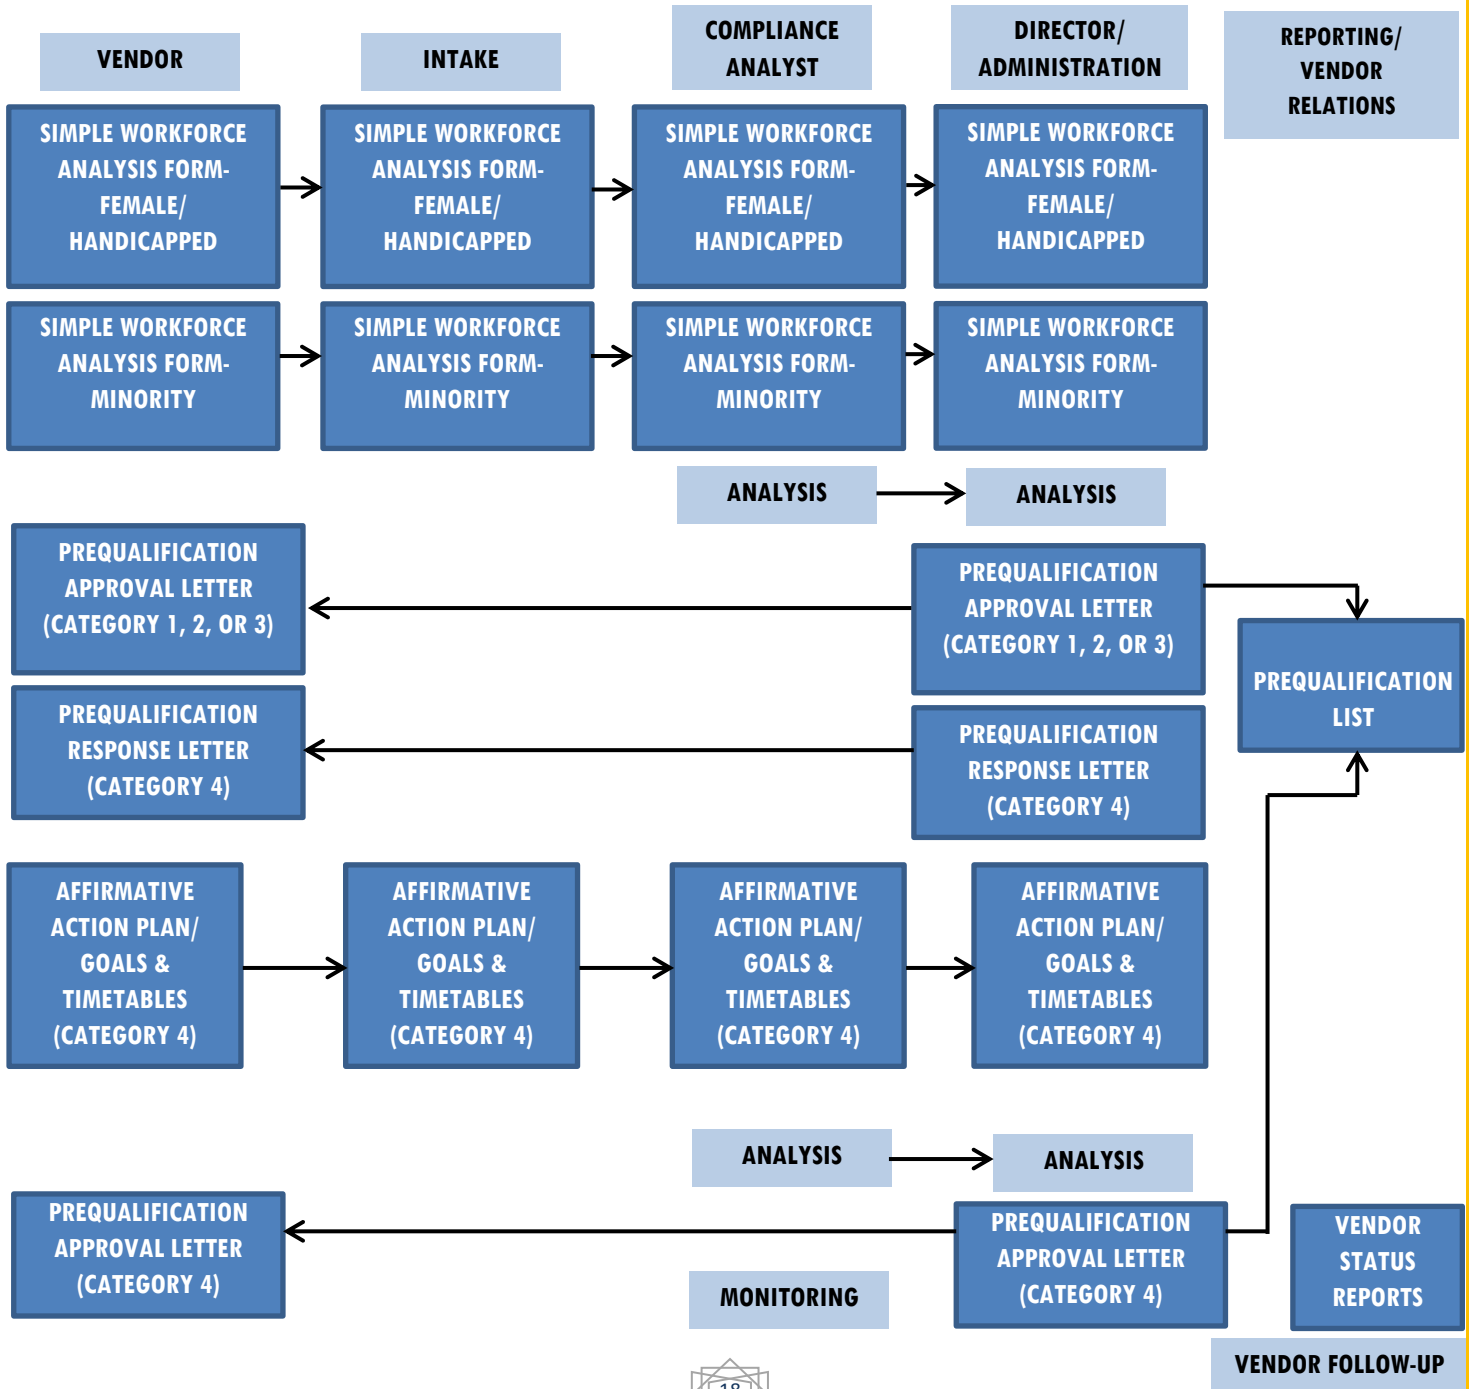 VENDOR
INTAKE
COMPLIANCE
ANALYST
DIRECTOR/
ADMINISTRATION
REPORTING/
VENDOR
RELATIONS
SIMPLE WORKFORCE
ANALYSIS FORM-
FEMALE/
HANDICAPPED
SIMPLE WORKFORCE
ANALYSIS FORM-
FEMALE/
HANDICAPPED
SIMPLE WORKFORCE
ANALYSIS FORM-
FEMALE/
HANDICAPPED
SIMPLE WORKFORCE
ANALYSIS FORM-
FEMALE/
HANDICAPPED
SIMPLE WORKFORCE
ANALYSIS FORM-
MINORITY
SIMPLE WORKFORCE
ANALYSIS FORM-
MINORITY
SIMPLE WORKFORCE
ANALYSIS FORM-
MINORITY
SIMPLE WORKFORCE
ANALYSIS FORM-
MINORITY
ANALYSIS
ANALYSIS
PREQUALIFICATION
APPROVAL LETTER
(CATEGORY 1, 2, OR 3)
PREQUALIFICATION
APPROVAL LETTER
(CATEGORY 1, 2, OR 3)
PREQUALIFICATION
LIST
PREQUALIFICATION
RESPONSE LETTER
(CATEGORY 4)
PREQUALIFICATION
RESPONSE LETTER
(CATEGORY 4)
AFFIRMATIVE
ACTION PLAN/
GOALS &
TIMETABLES
(CATEGORY 4)
AFFIRMATIVE
ACTION PLAN/
GOALS &
TIMETABLES
(CATEGORY 4)
AFFIRMATIVE
ACTION PLAN/
GOALS &
TIMETABLES
(CATEGORY 4)
AFFIRMATIVE
ACTION PLAN/
GOALS &
TIMETABLES
(CATEGORY 4)
ANALYSIS
ANALYSIS
PREQUALIFICATION
APPROVAL LETTER
(CATEGORY 4)
PREQUALIFICATION
APPROVAL LETTER
(CATEGORY 4)
VENDOR
STATUS
REPORTS
MONITORING
VENDOR FOLLOW-UP
18